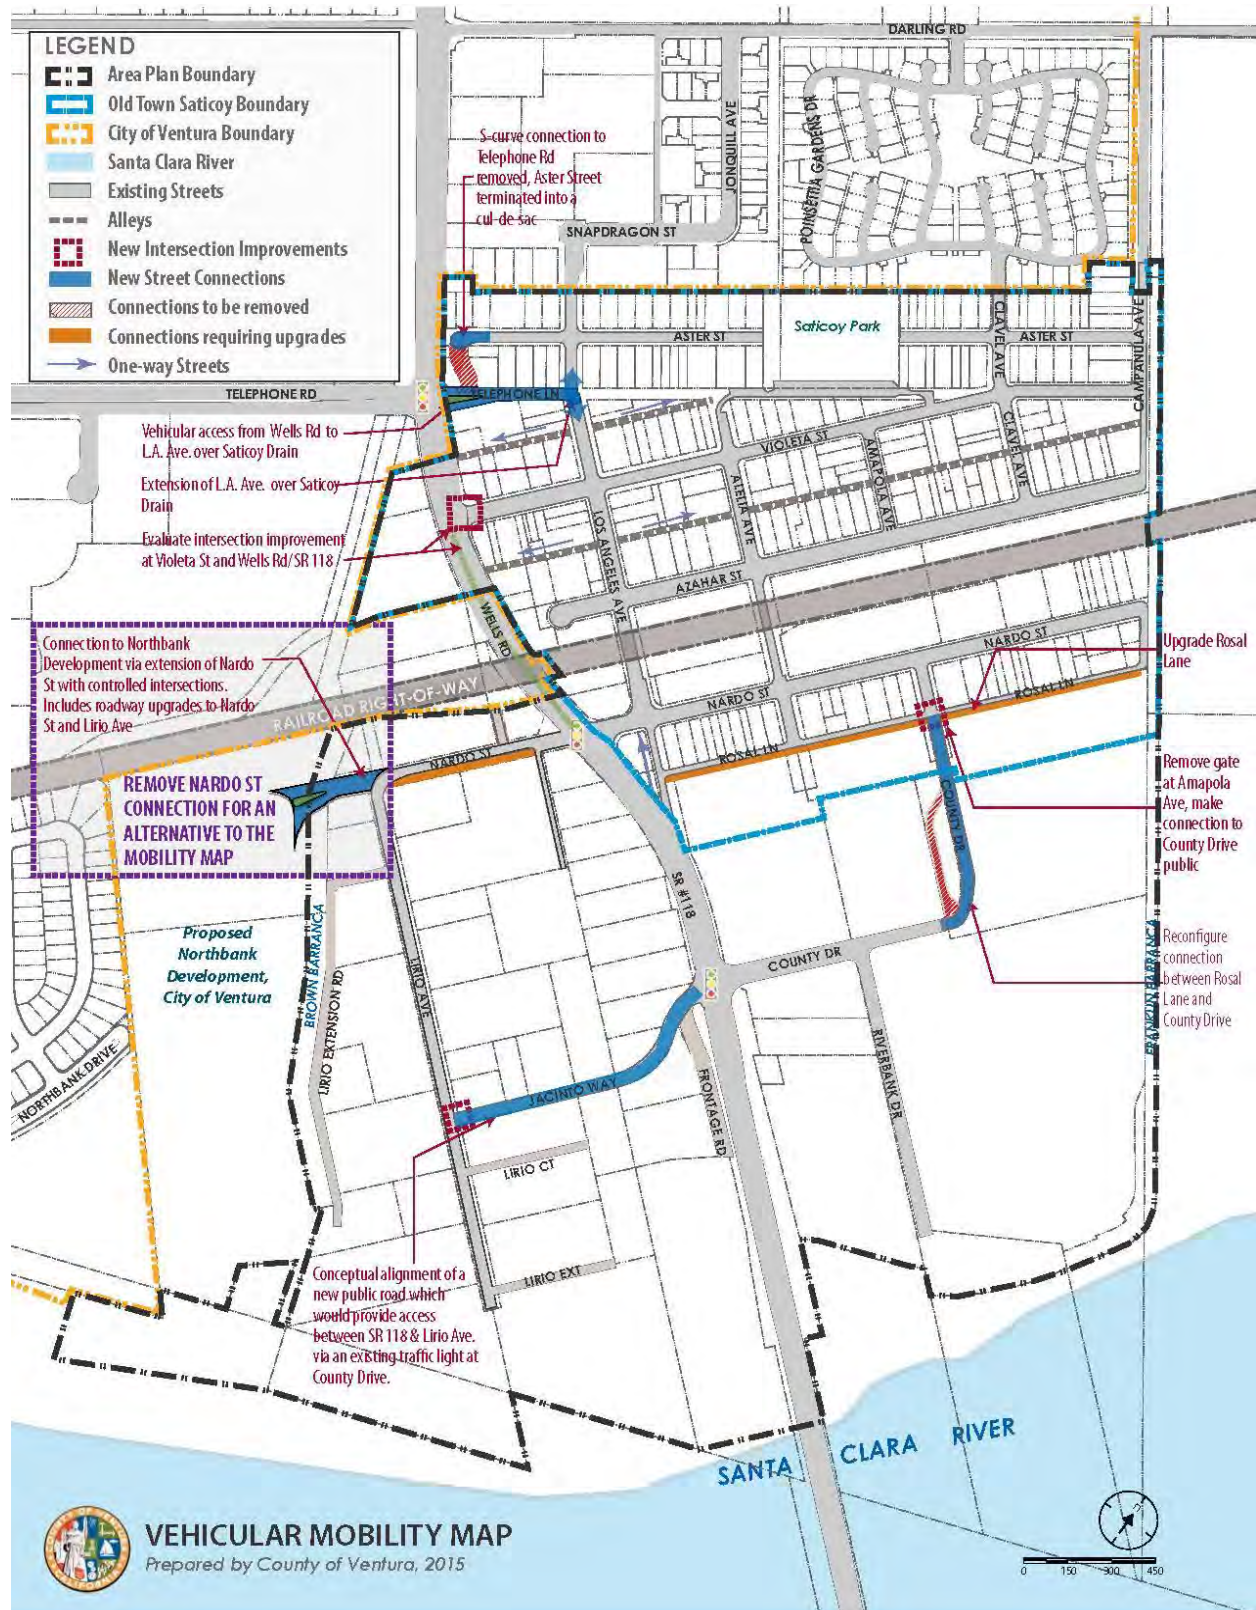 LEGEND
Area Plan Boundary
Old Town Saticoy Boundary
City of Ventura Boundary
Santa Clara River
Existing Streets
Alleys
New Intersection Improvements
New Street Connections
Connections to be removed
Connections requiring upgrades
One-way Streets
DARLING RD
JONQUILL AVE
POINSETTIA GARDENS DR
S-curve connection to
Telephone Rd
removed, Aster Street
terminated into a
cul-de sac
SNAPDRAGON ST
Saticoy Park
ASTER ST
CLAVEL AVE
ASTER ST
CAMPANULA AVE
TELEPHONE RD
TELEPHONE LN
Vehicular access from Wells Rd to
L.A. Ave. over Saticoy Drain
Extension of L.A. Ave. over Saticoy
Drain
Evaluate intersection improvement
at Violeta St and Wells Rd/SR 118
VIOLETA ST
AMAPOLA AVE
CLAVEL AVE
ATELIA AVE
LOS ANGELES AVE
AZAHAR ST
WELLS RD
NARDO ST
Connection to Northbank
Development via extension of Nardo
St with controlled intersections.
Includes roadway upgrades to Nardo
St and Lirio Ave
RAILROAD RIGHT-OF-WAY
NARDO ST
ROSAL LN
Upgrade Rosal
Lane
NARDO ST
ROSAL LN
REMOVE NARDO ST
CONNECTION FOR AN
ALTERNATIVE TO THE
MOBILITY MAP
COUNTY DR
Remove gate
at Amapola
Ave, make
connection to
County Drive
public
SR #118
Proposed
Northbank
Development,
City of Ventura
BROWN BARRANCA
LIRIO EXTENSION RD
LIRIO AVE
COUNTY DR
FRANKLIN BARRANCA
Reconfigure
connection
between Rosal
Lane and
County Drive
NORTHBANK DRIVE
RIVERBANK DR
JACINTO WAY
FRONTAGE RD
LIRIO CT
LIRIO EXT
Conceptual alignment of a
new public road which
would provide access
between SR 118 & Lirio Ave.
via an existing traffic light at
County Drive.
SANTA CLARA RIVER
VEHICULAR MOBILITY MAP
Prepared by County of Ventura, 2015
0 150 300 450